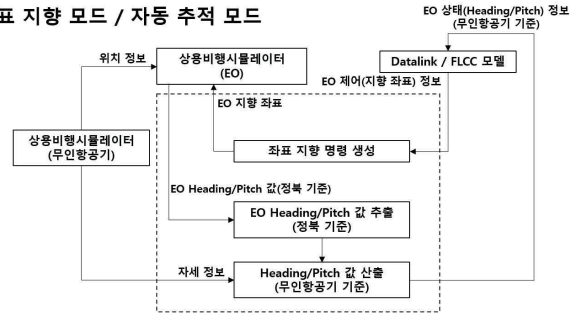 표 지향 모드 / 자동 추적 모드
EO 상태(Heading/Pitch) 정보
(무인항공기 기준)
위치 정보
상용비행시뮬레이터
(EO)
Datalink / FLCC 모델
EO 제어(지향 좌표) 정보
EO 지향 좌표
상용비행시뮬레이터
(무인항공기)
좌표 지향 명령 생성
EO Heading/Pitch 값(정북 기준)
EO Heading/Pitch 값 추출
(정북 기준)
자세 정보
Heading/Pitch 값 산출
(무인항공기 기준)